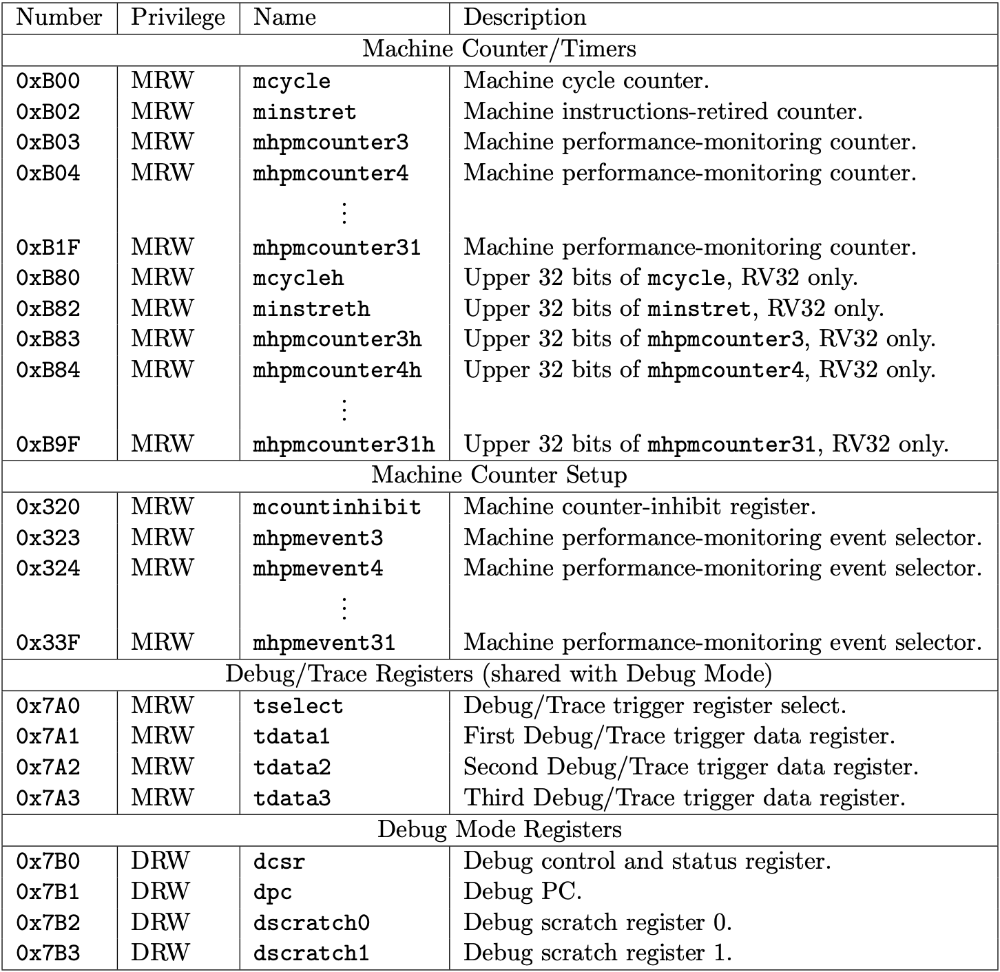 Number Privilege Name Description
Machine Counter/Timers
0xB00 MRW mcycle Machine cycle counter.
0xB02 MRW minstret Machine instructions-retired counter.
0xB03 MRW mhpmcounter3 Machine performance-monitoring counter.
0xB04 MRW mhpmcounter4 Machine performance-monitoring counter.
⋮
0xB1F MRW mhpmcounter31 Machine performance-monitoring counter.
0xB80 MRW mcycleh Upper 32 bits of mcycle, RV32 only.
0xB82 MRW minstreth Upper 32 bits of minstret, RV32 only.
0xB83 MRW mhpmcounter3h Upper 32 bits of mhpmcounter3, RV32 only.
0xB84 MRW mhpmcounter4h Upper 32 bits of mhpmcounter4, RV32 only.
⋮
0xB9F MRW mhpmcounter31h Upper 32 bits of mhpmcounter31, RV32 only.
Machine Counter Setup
0x320 MRW mcountinhibit Machine counter-inhibit register.
0x323 MRW mhpmevent3 Machine performance-monitoring event selector.
0x324 MRW mhpmevent4 Machine performance-monitoring event selector.
⋮
0x33F MRW mhpmevent31 Machine performance-monitoring event selector.
Debug/Trace Registers (shared with Debug Mode)
0x7A0 MRW tselect Debug/Trace trigger register select.
0x7A1 MRW tdata1 First Debug/Trace trigger data register.
0x7A2 MRW tdata2 Second Debug/Trace trigger data register.
0x7A3 MRW tdata3 Third Debug/Trace trigger data register.
Debug Mode Registers
0x7B0 DRW dcsr Debug control and status register.
0x7B1 DRW dpc Debug PC.
0x7B2 DRW dscratch0 Debug scratch register 0.
0x7B3 DRW dscratch1 Debug scratch register 1.